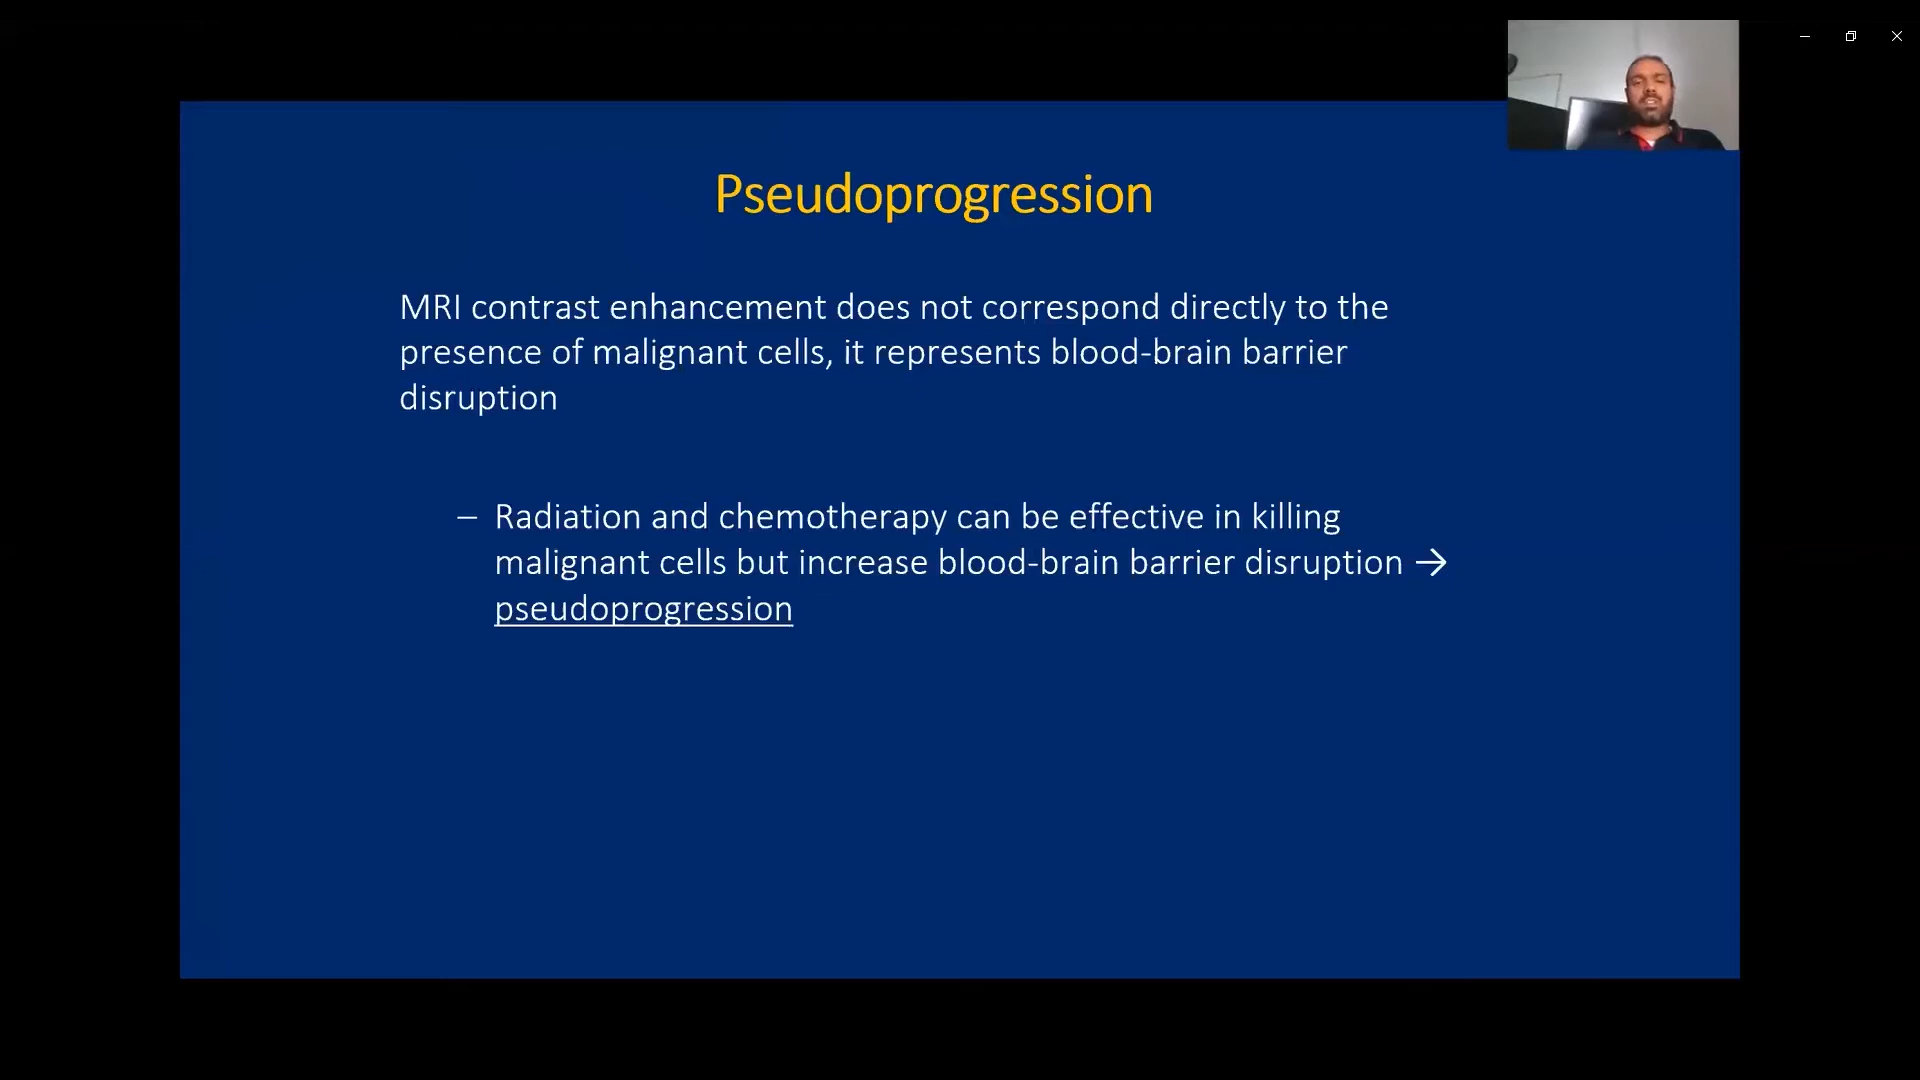 Pseudoprogression
MRI contrast enhancement does not correspond directly to the
presence of malignant cells, it represents blood-brain barrier
disruption
– Radiation and chemotherapy can be effective in killing
malignant cells but increase blood-brain barrier disruption →
pseudoprogression